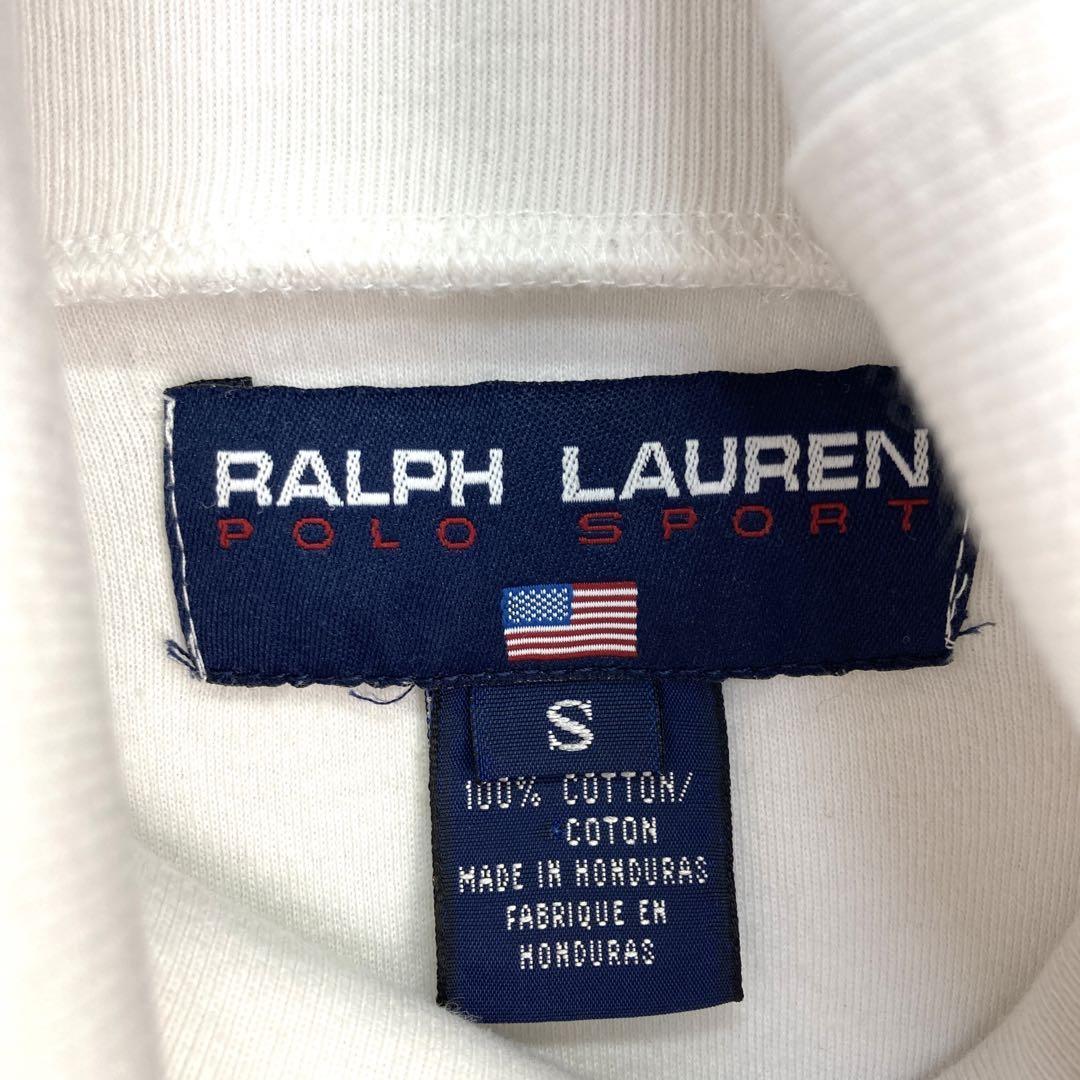 RALPH LAUREN
POLO SPORT
S
100% COTTON/
COTON
MADE IN HONDURAS
FABRIQUE EN
HONDURAS